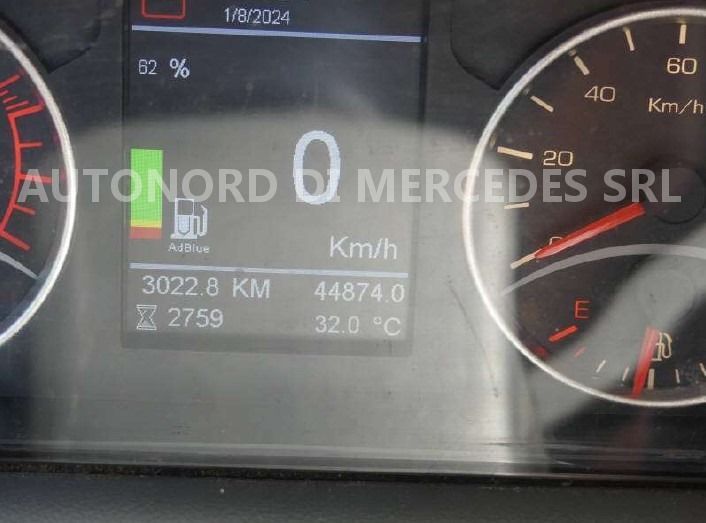 1/8/2024
62 %
60
40
Km/h
20
0
AUTONORD DI MERCEDES SRL
AdBlue
Km/h
3022.8 KM 44874.0
2759 32.0 °C
E